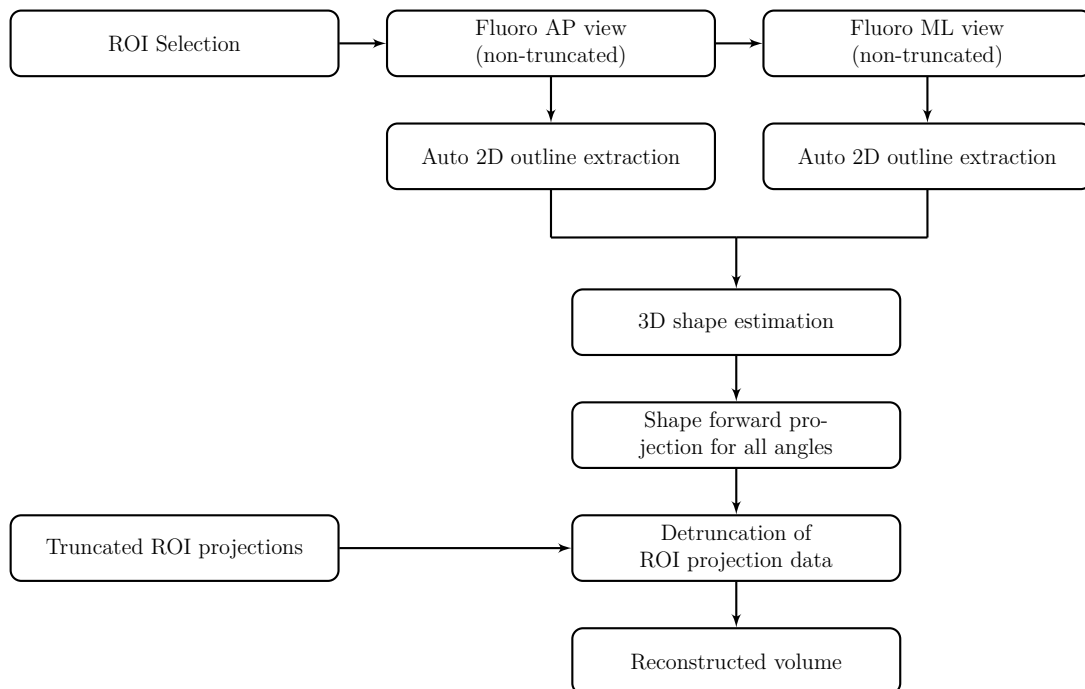 ROI Selection
Fluoro AP view
(non-truncated)
Fluoro ML view
(non-truncated)
Auto 2D outline extraction
Auto 2D outline extraction
3D shape estimation
Shape forward pro-
jection for all angles
Truncated ROI projections
Detruncation of
ROI projection data
Reconstructed volume